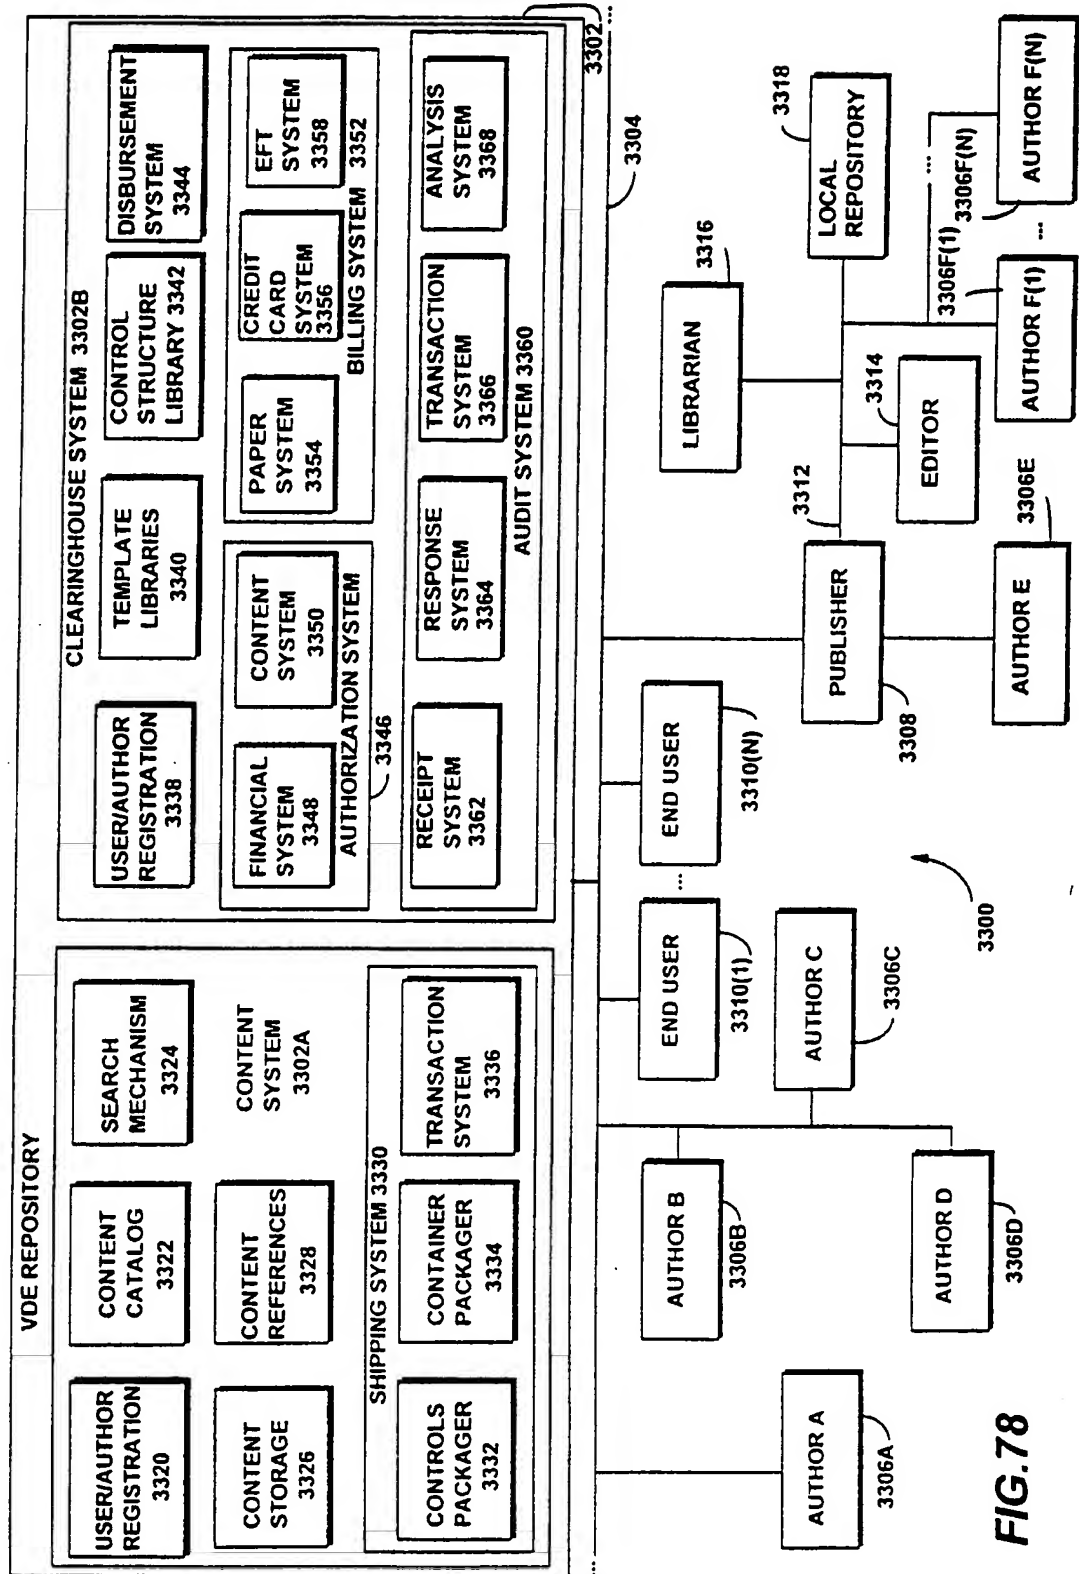 VDE REPOSITORY
USER/AUTHOR
REGISTRATION
3320
CONTENT
CATALOG
3322
SEARCH
MECHANISM
3324
CONTENT
STORAGE
3326
CONTENT
REFERENCES
3328
CONTENT
SYSTEM
3302A
SHIPPING SYSTEM 3330
CONTROLS
PACKAGER
3332
CONTAINER
PACKAGER
3334
TRANSACTION
SYSTEM
3336
CLEARINGHOUSE SYSTEM 3302B
USER/AUTHOR
REGISTRATION
3338
TEMPLATE
LIBRARIES
3340
CONTROL
STRUCTURE
LIBRARY 3342
DISBURSEMENT
SYSTEM
3344
FINANCIAL
SYSTEM
3348
CONTENT
SYSTEM
3350
AUTHORIZATION SYSTEM
3346
PAPER
SYSTEM
3354
CREDIT
CARD
SYSTEM
3356
EFT
SYSTEM
3358
BILLING SYSTEM 3352
RECEIPT
SYSTEM
3362
RESPONSE
SYSTEM
3364
TRANSACTION
SYSTEM
3366
ANALYSIS
SYSTEM
3368
AUDIT SYSTEM 3360
3302
...
...
3304
AUTHOR A
3306A
AUTHOR B
3306B
AUTHOR C
3306C
AUTHOR D
3306D
END USER
3310(1)
...
END USER
3310(N)
...
3300
PUBLISHER
3308
3312
AUTHOR E
3306E
EDITOR
3314
LIBRARIAN
3316
LOCAL
REPOSITORY
3318
...
3306F(1)
3306F(N)
AUTHOR F(1)
...
AUTHOR F(N)
FIG.78